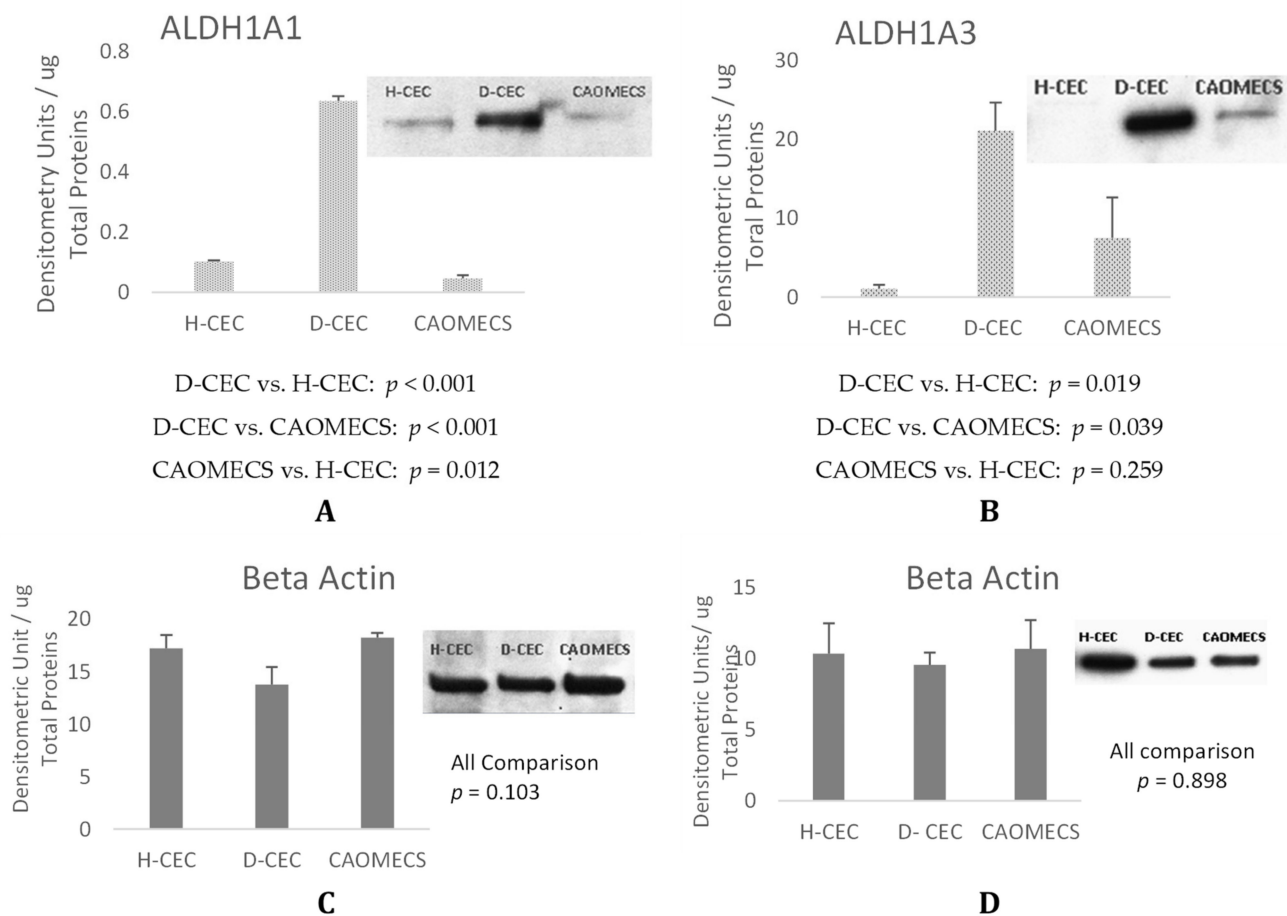 ALDH1A1
Densitometry Units / ug
Total Proteins
0.8
0.6
0.4
0.2
0
H-CEC D-CEC CAOMECS
H-CEC D-CEC CAOMECS
D-CEC vs. H-CEC: p < 0.001
D-CEC vs. CAOMECS: p < 0.001
CAOMECS vs. H-CEC: p = 0.012
A
ALDH1A3
Densitometric Units /
Toral Proteins
30
20
10
0
H-CEC D-CEC CAOMECS
H-CEC D-CEC CAOMECS
D-CEC vs. H-CEC: p = 0.019
D-CEC vs. CAOMECS: p = 0.039
CAOMECS vs. H-CEC: p = 0.259
B
Beta Actin
Densitometric Unit / ug
Total Proteins
20
15
10
5
0
H-CEC D-CEC CAOMECS
H-CEC D-CEC CAOMECS
All Comparison
p = 0.103
C
Beta Actin
Densitometric Units/ ug
Total Proteins
15
10
5
0
H-CEC D-CEC CAOMECS
H-CEC D- CEC CAOMECS
All comparison
p = 0.898
D